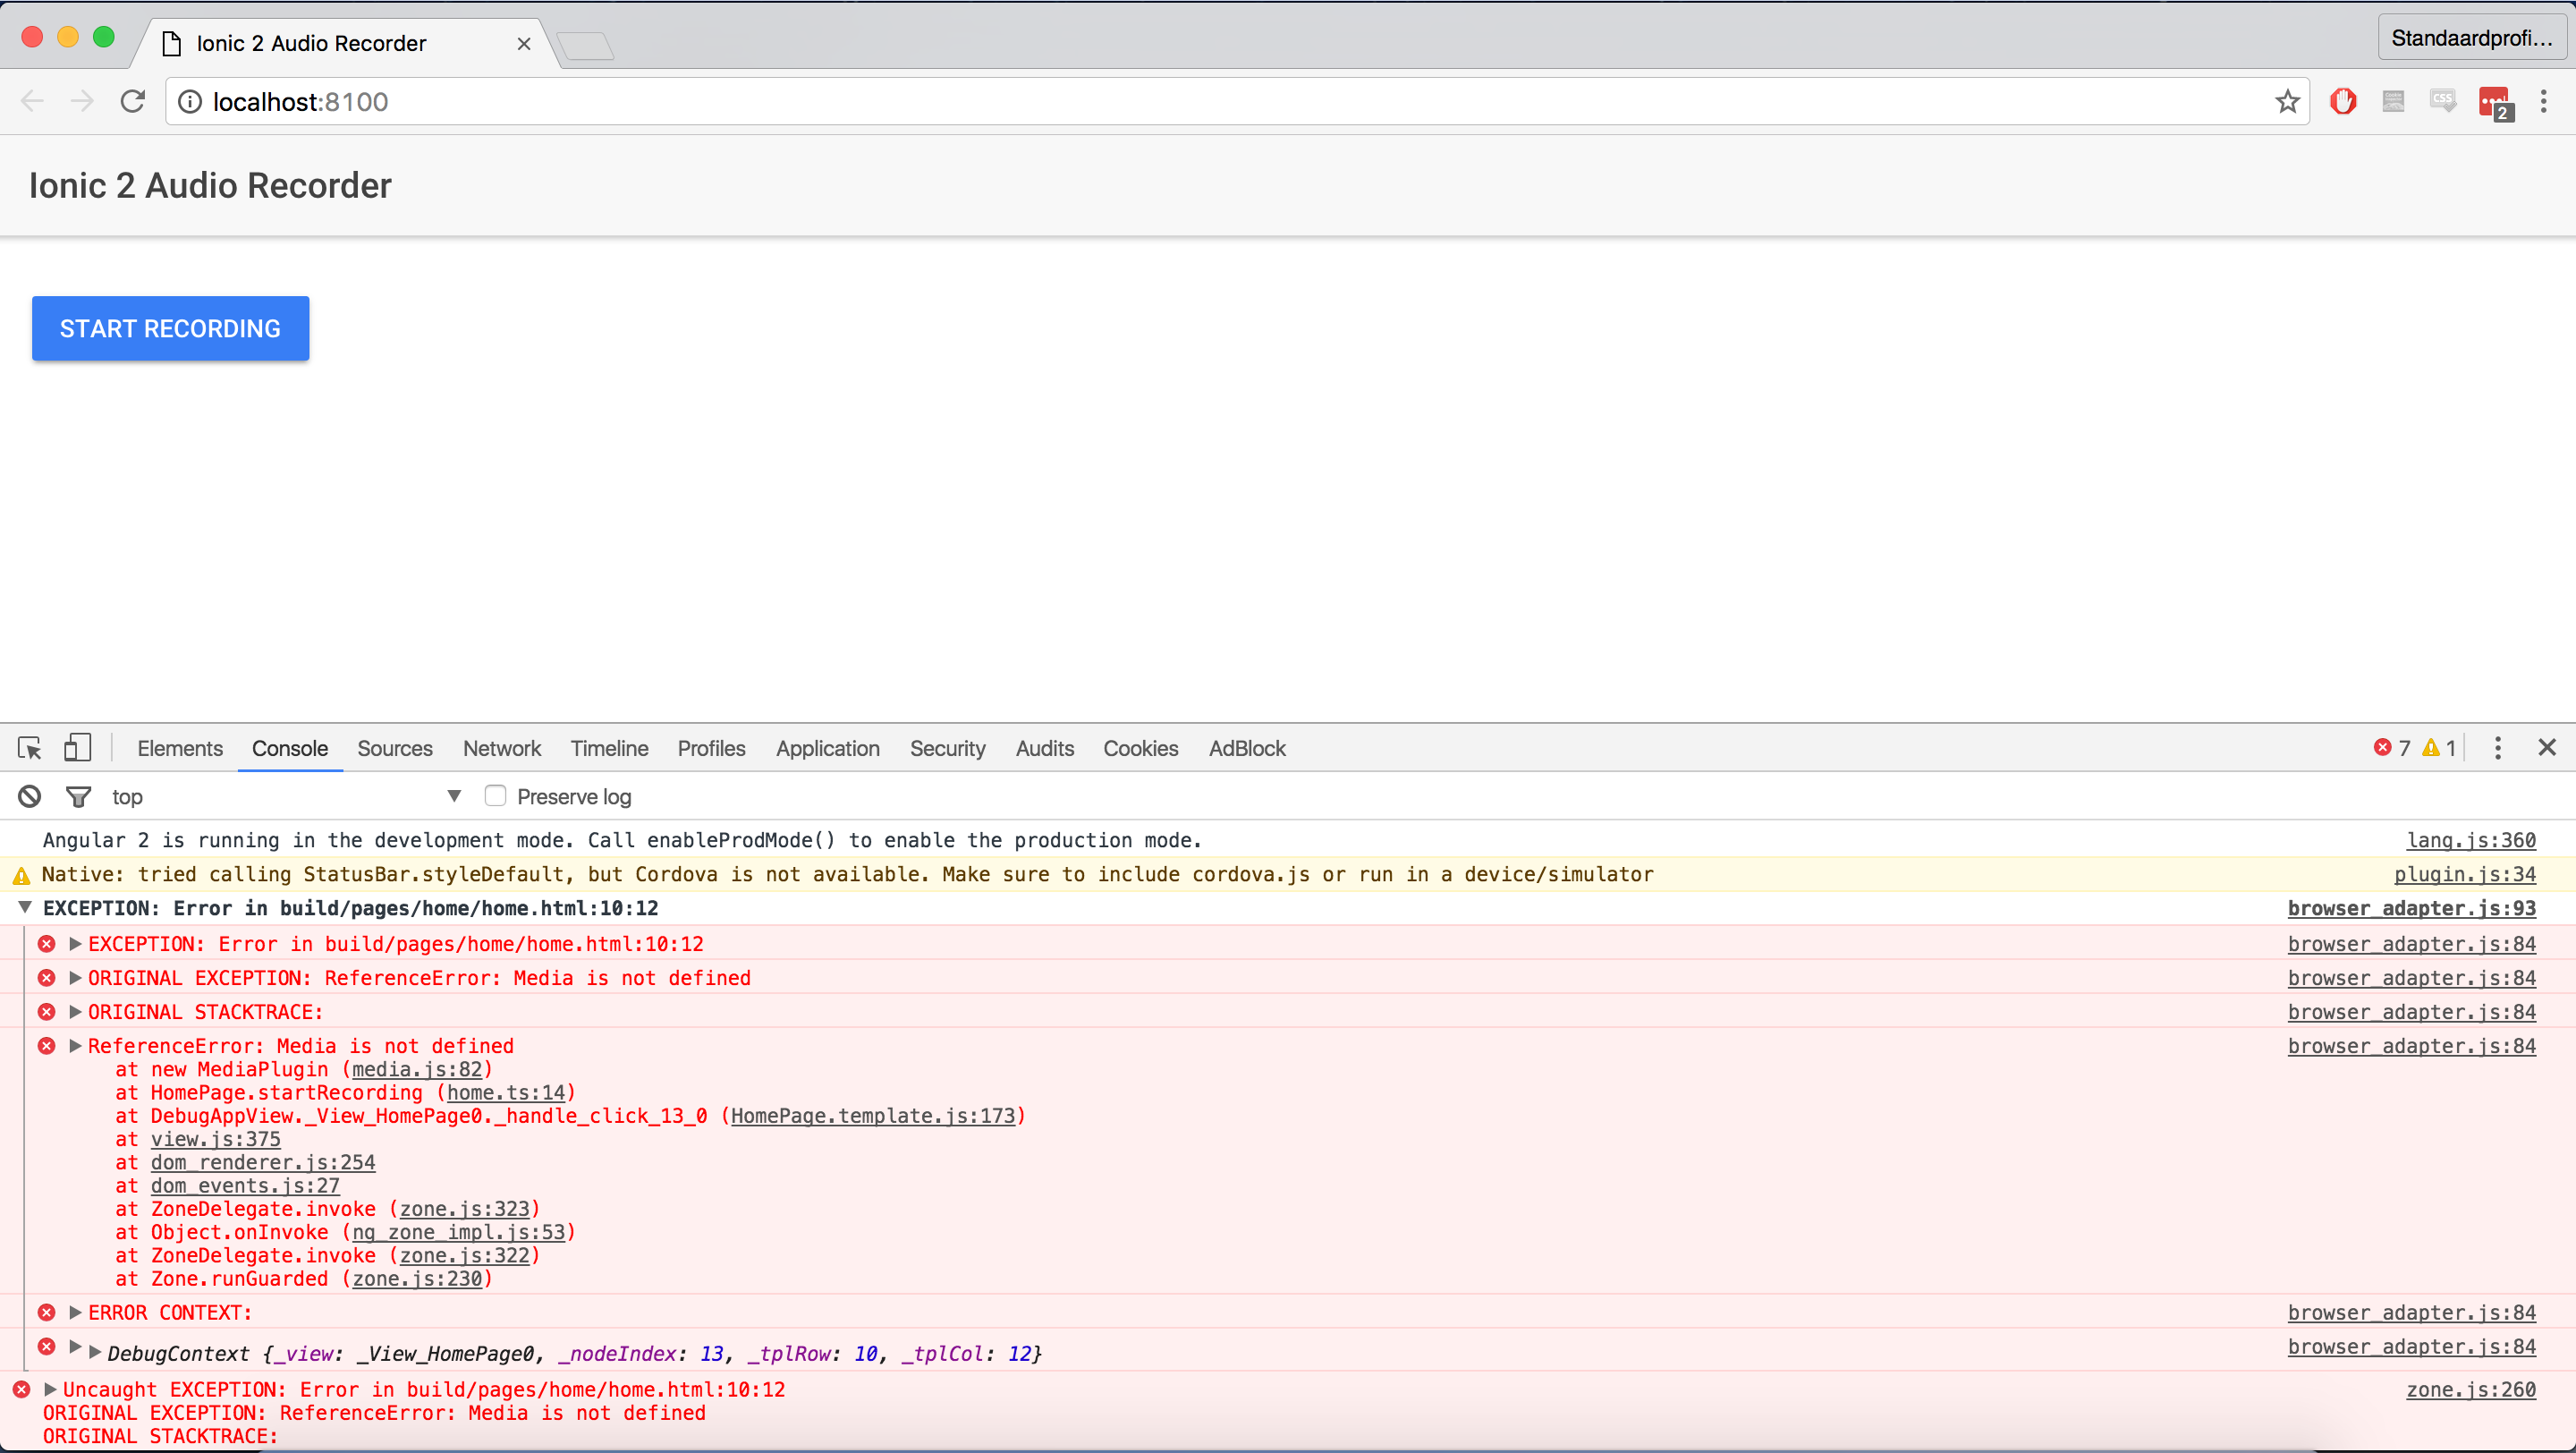 Ionic 2 Audio Recorder
Standaardprofi...
localhost:8100
CSS
2
Ionic 2 Audio Recorder
START RECORDING
Elements Console Sources Network Timeline Profiles Application Security Audits Cookies AdBlock 7 1
top Preserve log
Angular 2 is running in the development mode. Call enableProdMode() to enable the production mode. lang.js:360
Native: tried calling StatusBar.styleDefault, but Cordova is not available. Make sure to include cordova.js or run in a device/simulator plugin.js:34
EXCEPTION: Error in build/pages/home/home.html:10:12 browser_adapter.js:93
EXCEPTION: Error in build/pages/home/home.html:10:12 browser_adapter.js:84
ORIGINAL EXCEPTION: ReferenceError: Media is not defined browser_adapter.js:84
ORIGINAL STACKTRACE: browser_adapter.js:84
ReferenceError: Media is not defined browser_adapter.js:84
at new MediaPlugin (media.js:82)
at HomePage.startRecording (home.ts:14)
at DebugAppView._View_HomePage0._handle_click_13_0 (HomePage.template.js:173)
at view.js:375
at dom_renderer.js:254
at dom_events.js:27
at ZoneDelegate.invoke (zone.js:323)
at Object.onInvoke (ng_zone_impl.js:53)
at ZoneDelegate.invoke (zone.js:322)
at Zone.runGuarded (zone.js:230)
ERROR CONTEXT: browser_adapter.js:84
DebugContext {_view: _View_HomePage0, _nodeIndex: 13, _tplRow: 10, _tplCol: 12} browser_adapter.js:84
Uncaught EXCEPTION: Error in build/pages/home/home.html:10:12 zone.js:260
ORIGINAL EXCEPTION: ReferenceError: Media is not defined
ORIGINAL STACKTRACE: